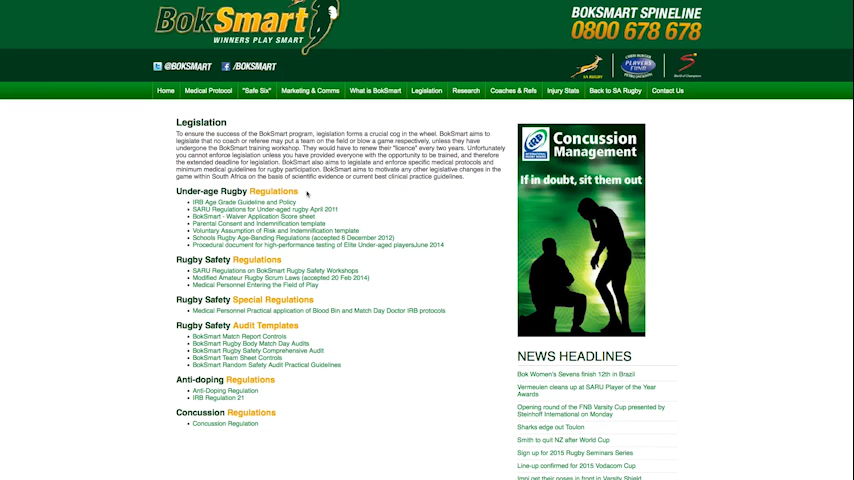 BokSmart
WINNERS PLAY SMART
BOKSMART SPINELINE
0800 678 678
@BOKSMART /BOKSMART
SA RUGBY
CHRIS BURGER
PLAYERS
FUND
PETRO JACKSON
Home Medical Protocol "Safe Six" Marketing & Comms What is BokSmart Legislation Research Coaches & Refs Injury Stats Back to SA Rugby Contact Us
Legislation
To ensure the success of the BokSmart program, legislation forms a crucial cog in the wheel. BokSmart aims to
legislate that no coach or referee may put a team on the field or blow a game respectively, unless they have
undergone the BokSmart training workshop. They would have to renew their "licence" every two years. Unfortunately
you cannot enforce legislation unless you have provided everyone with the opportunity to be trained, and therefore
the extended deadline for legislation. BokSmart also aims to legislate and enforce specific medical protocols and
minimum medical guidelines for rugby participation. BokSmart aims to motivate any other legislative changes in the
game within South Africa on the basis of scientific evidence or current best clinical practice guidelines.
Under-age Rugby Regulations
• IRB Age Grade Guideline and Policy
• SARU Regulations for Under-aged rugby April 2011
• BokSmart - Waiver Application Score sheet
• Parental Consent and Indemnification template
• Voluntary Assumption of Risk and Indemnification template
• Schools Rugby Age-Banding Regulations (accepted 6 December 2012)
• Procedural document for high-performance testing of Elite Under-aged playersJune 2014
Rugby Safety Regulations
• SARU Regulations on BokSmart Rugby Safety Workshops
• Modified Amateur Rugby Scrum Laws (accepted 20 Feb 2014)
• Medical Personnel Entering the Field of Play
Rugby Safety Special Regulations
• Medical Personnel Practical application of Blood Bin and Match Day Doctor IRB protocols
Rugby Safety Audit Templates
• BokSmart Match Report Controls
• BokSmart Rugby Body Match Day Audits
• BokSmart Rugby Safety Comprehensive Audit
• BokSmart Team Sheet Controls
• BokSmart Random Safety Audit Practical Guidelines
Anti-doping Regulations
• Anti-Doping Regulation
• IRB Regulation 21
Concussion Regulations
• Concussion Regulation
IRB
Concussion
Management
If in doubt, sit them out
NEWS HEADLINES
Bok Women's Sevens finish 12th in Brazil
Vermeulen cleans up at SARU Player of the Year
Awards
Opening round of the FNB Varsity Cup presented by
Steinhoff International on Monday
Sharks edge out Toulon
Smith to quit NZ after World Cup
Sign up for 2015 Rugby Seminars Series
Line-up confirmed for 2015 Vodacom Cup
Impi get their noses in front in Varsity Shield